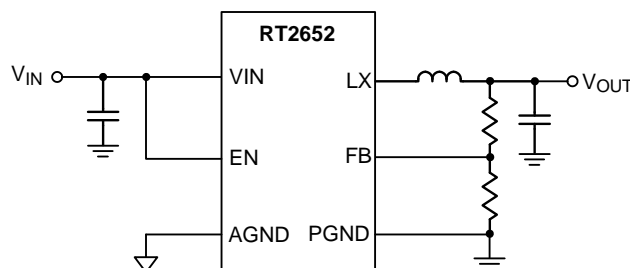 RT2652
VIN
VIN
LX
VOUT
EN
FB
AGND
PGND